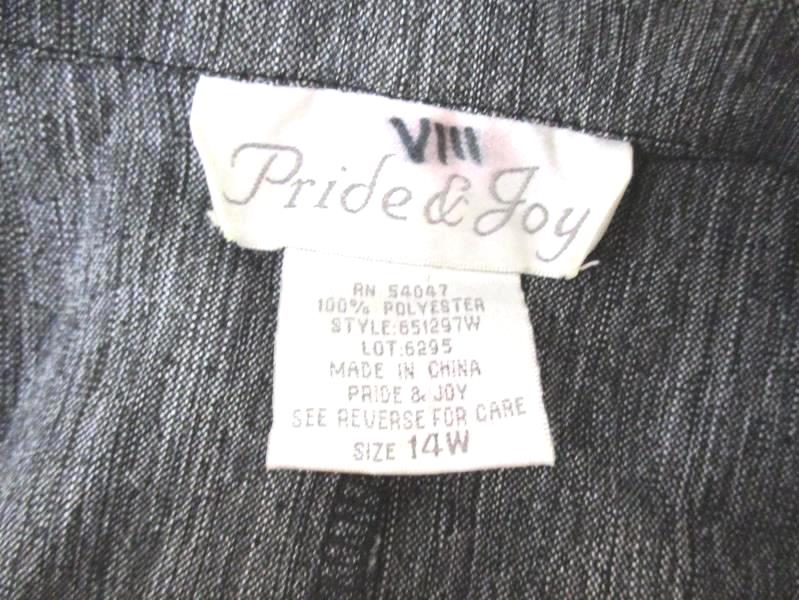 VIII
Pride & Joy
RN 54047
100% POLYESTER
STYLE:651297W
LOT:6295
MADE IN CHINA
PRIDE & JOY
SEE REVERSE FOR CARE
SIZE 14W